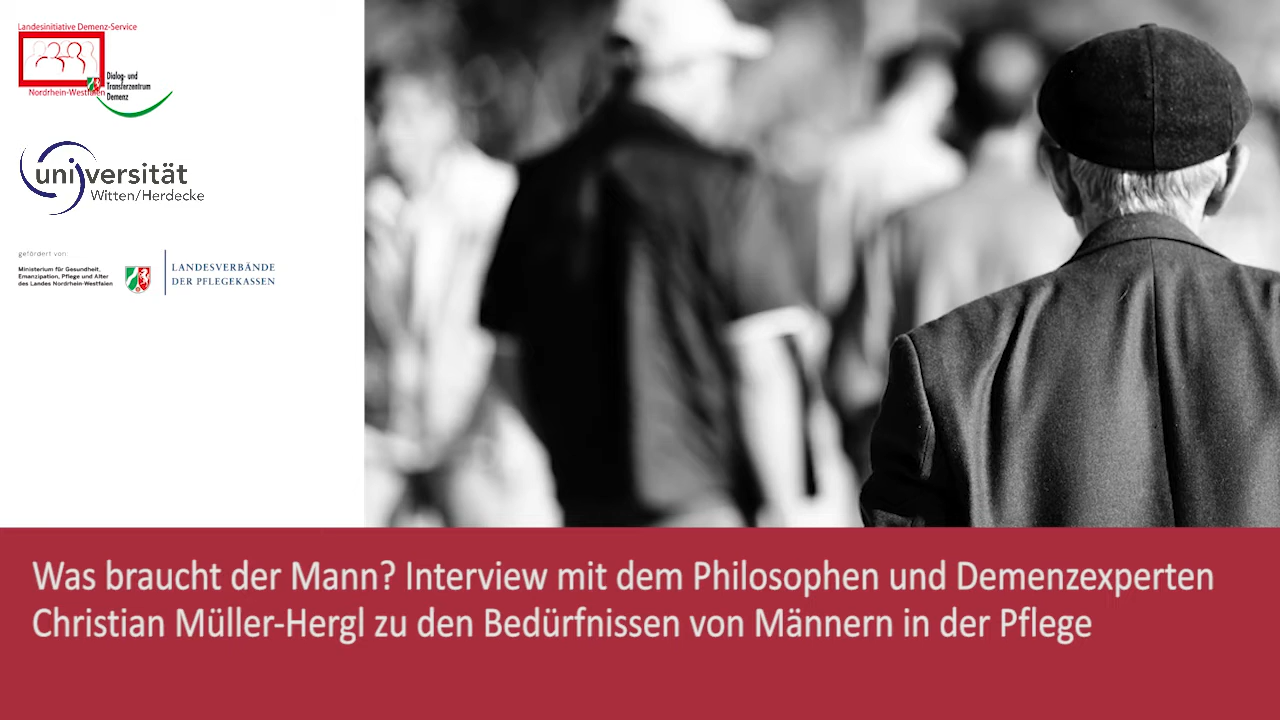 Landesinitiative Demenz-Service
Dialog- und
Transferzentrum
Demenz
Nordrhein-Westfalen
universität
Witten/Herdecke
gefördert von:
Ministerium für Gesundheit,
Emanzipation, Pflege und Alter
des Landes Nordrhein-Westfalen
LANDESVERBÄNDE
DER PFLEGEKASSEN
Was braucht der Mann? Interview mit dem Philosophen und Demenzexperten
Christian Müller-Hergl zu den Bedürfnissen von Männern in der Pflege